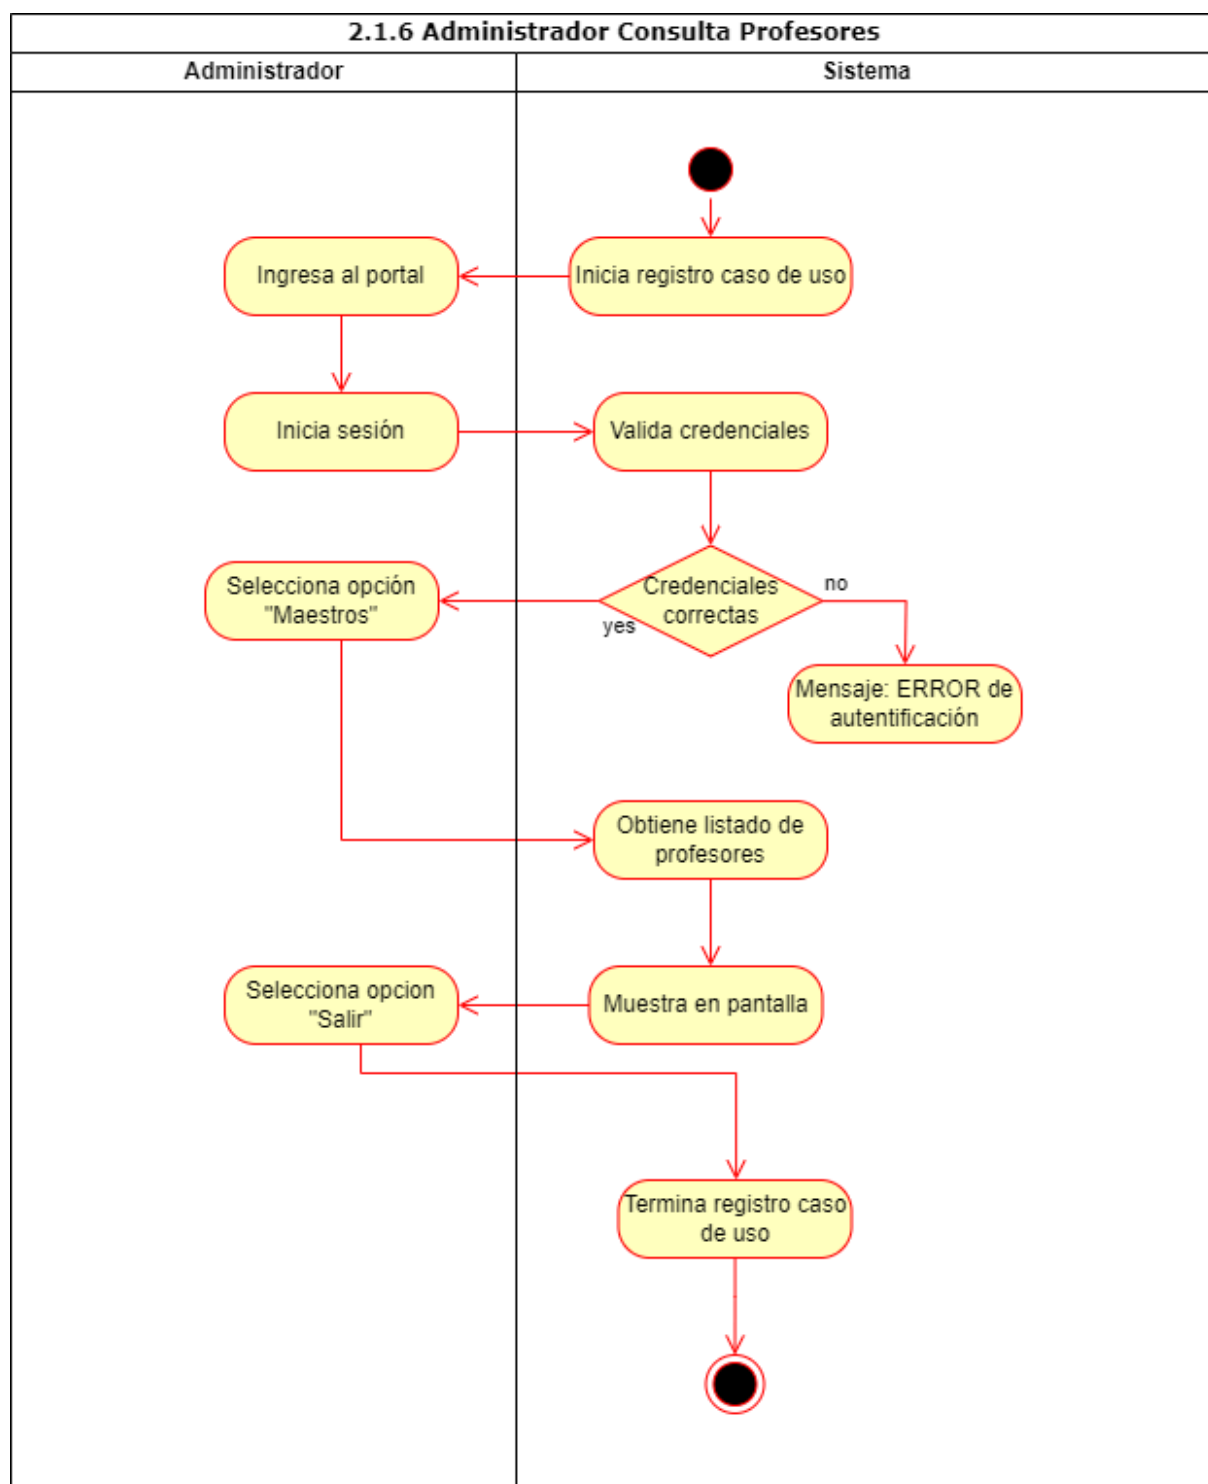 2.1.6 Administrador Consulta Profesores
Administrador
Sistema
Ingresa al portal
Inicia registro caso de uso
Inicia sesión
Valida credenciales
Selecciona opción
"Maestros"
Credenciales
correctas
yes
no
Mensaje: ERROR de
autentificación
Obtiene listado de
profesores
Selecciona opcion
"Salir"
Muestra en pantalla
Termina registro caso
de uso